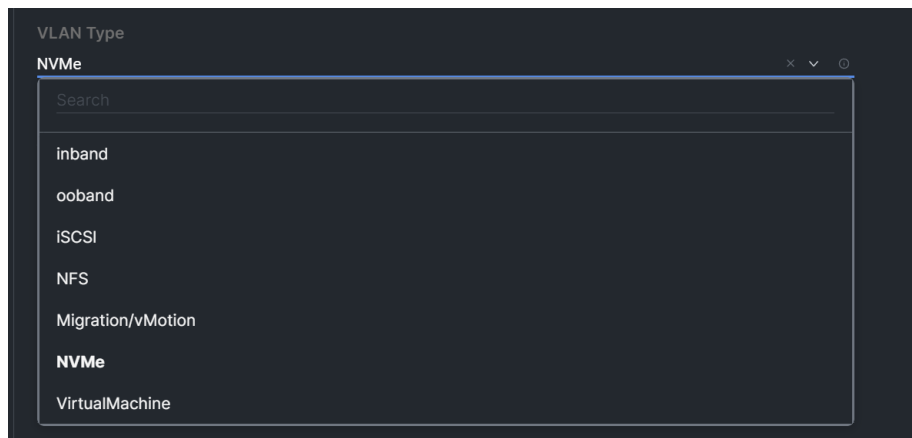 VLAN Type
NVMe
Search
inband
ooband
iSCSI
NFS
Migration/vMotion
NVMe
VirtualMachine